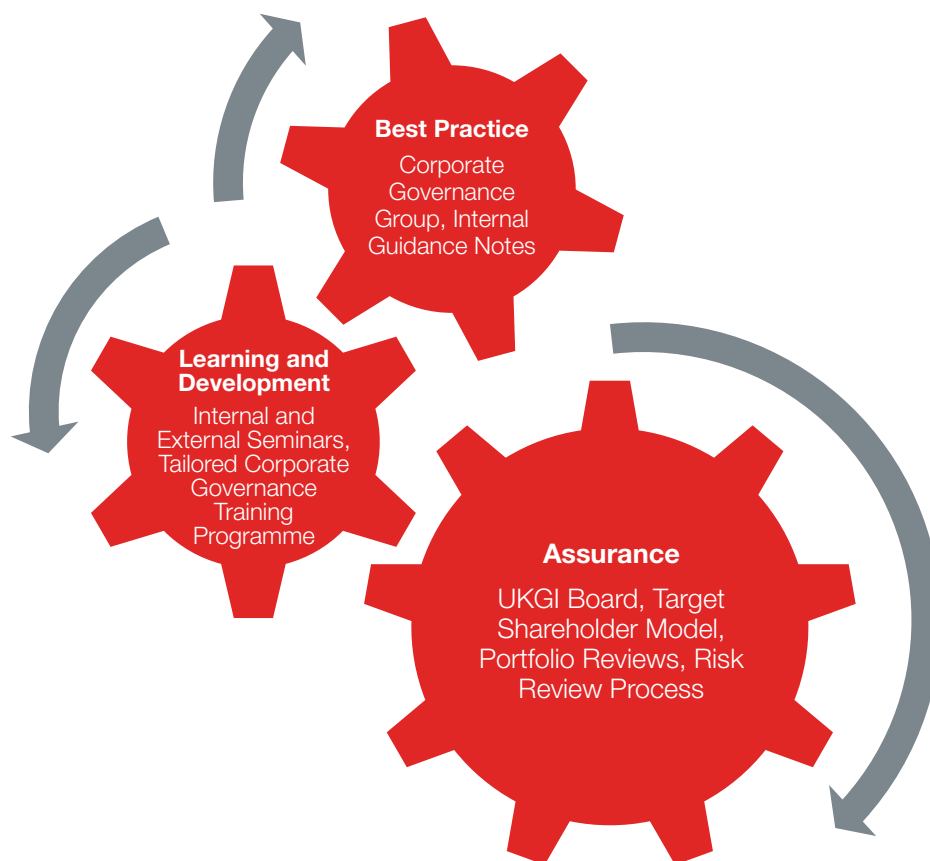 Best Practice
Corporate
Governance
Group, Internal
Guidance Notes
Learning and
Development
Internal and
External Seminars,
Tailored Corporate
Governance
Training
Programme
Assurance
UKGI Board, Target
Shareholder Model,
Portfolio Reviews, Risk
Review Process